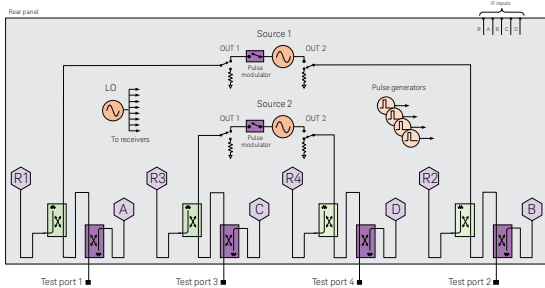 Rear panel
IF inputs
R A B C D
Source 1
OUT 1
OUT 2
Pulse
modulator
LO
To receivers
Source 2
OUT 1
OUT 2
Pulse
modulator
Pulse generators
R1
A
R3
C
R4
D
R2
B
Test port 1
Test port 3
Test port 4
Test port 2